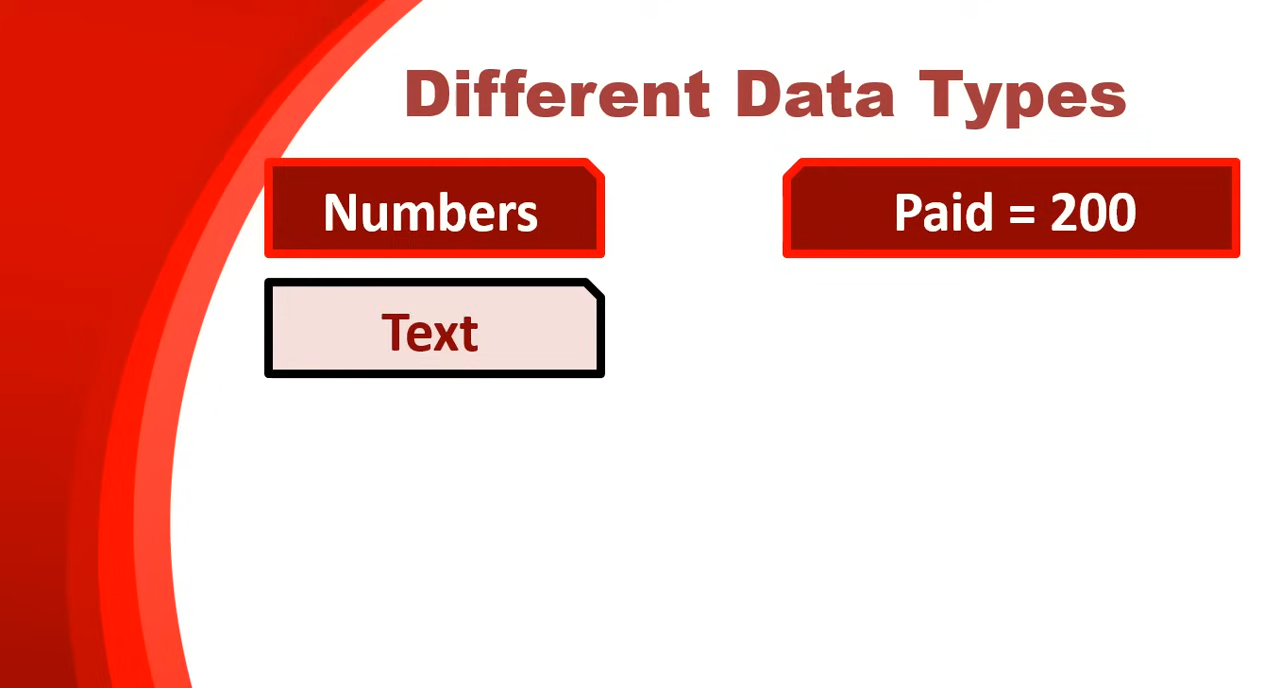 Different Data Types
Numbers
Paid = 200
Text